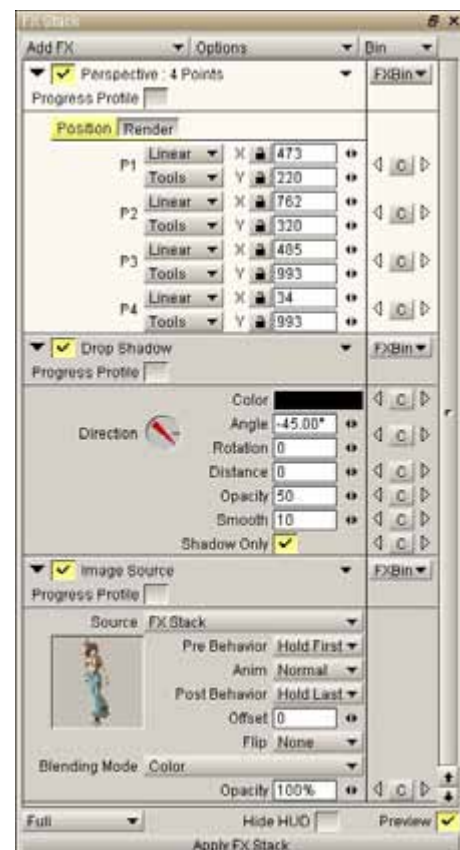 FX Stack
Add FX Options Bin
Perspective : 4 Points FXBin
Progress Profile
Position Render
P1 Linear X 473
Tools Y 220 C
P2 Linear X 762
Tools Y 320 C
P3 Linear X 485
Tools Y 993 C
P4 Linear X 34
Tools Y 993 C
Drop Shadow FXBin
Progress Profile
Color C
Direction Angle -45.00° C
Rotation 0
Distance 0 C
Opacity 50 C
Smooth 10 C
Shadow Only C
Image Source FXBin
Progress Profile
Source FX Stack
Pre Behavior Hold First
Anim Normal
Post Behavior Hold Last
Offset 0
Flip None
Blending Mode Color
Opacity 100% C
Full Hide HUD Preview
Apply FX Stack